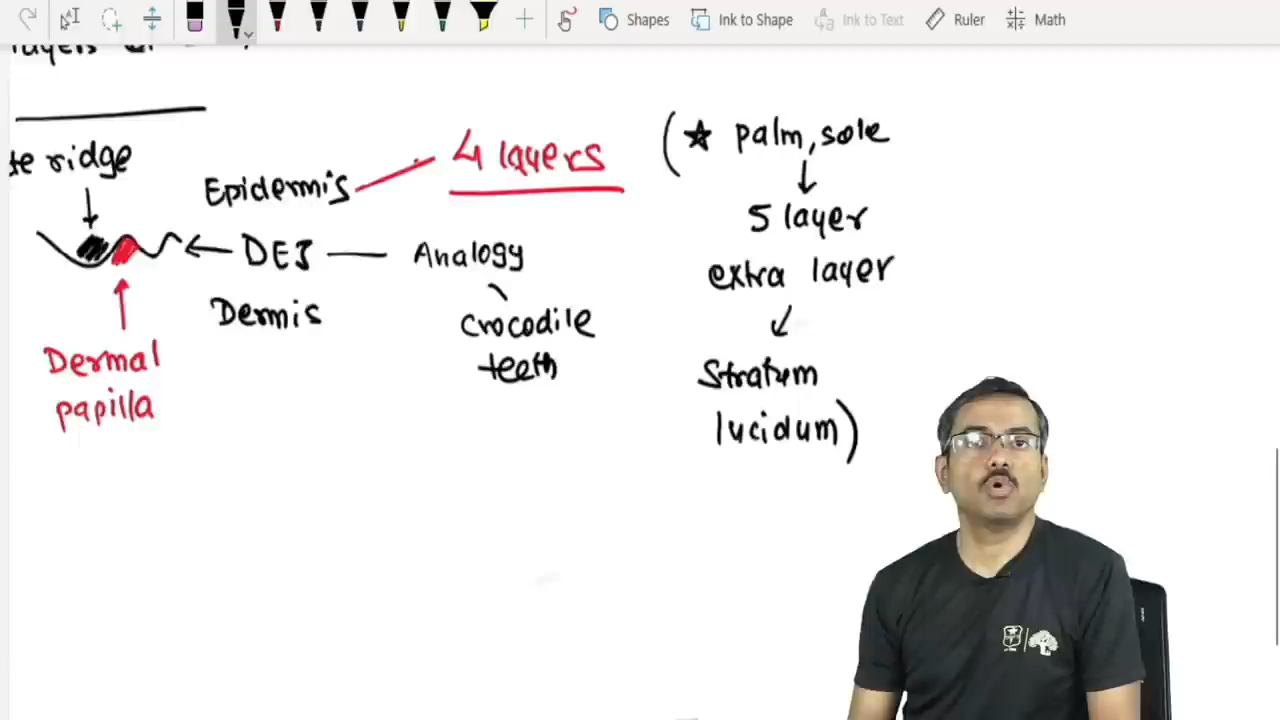 Shapes
Ink to Shape
Ink to Text
Ruler
Math
layers
ridge
Epidermis
4 layers
DEJ
Analogy
Dermis
Crocodile
teeth
Dermal
papilla
(★ palm, sole
5 layer
extra layer
Stratum
lucidum)